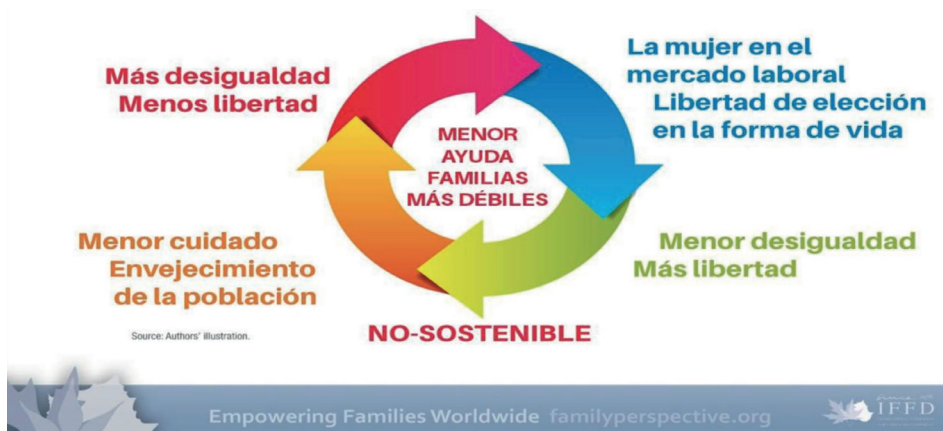 Más desigualdad
Menos libertad
La mujer en el
mercado laboral
Libertad de elección
en la forma de vida
MENOR
AYUDA
FAMILIAS
MÁS DÉBILES
Menor cuidado
Envejecimiento
de la población
Menor desigualdad
Más libertad
Source: Authors' illustration.
NO-SOSTENIBLE
Empowering Families Worldwide familyperspective.org
IFFD